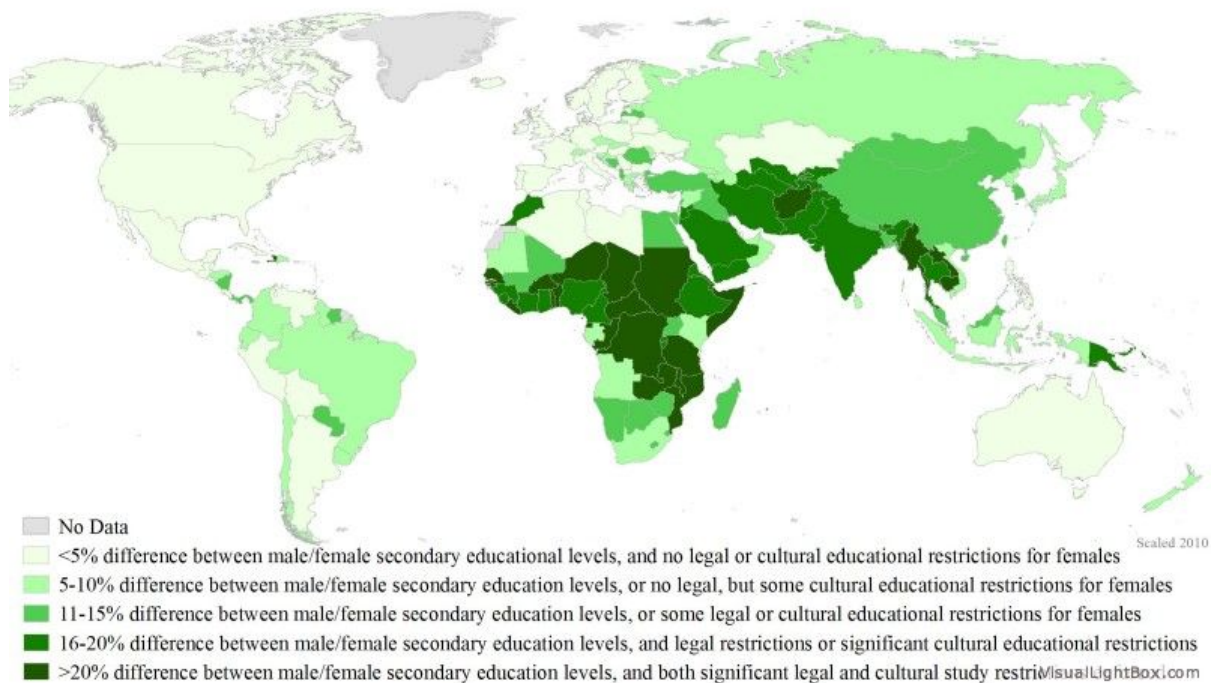 No Data
Scaled 2010
<5% difference between male/female secondary educational levels, and no legal or cultural educational restrictions for females
5-10% difference between male/female secondary education levels, or no legal, but some cultural educational restrictions for females
11-15% difference between male/female secondary education levels, or some legal or cultural educational restrictions for females
16-20% difference between male/female secondary education levels, and legal restrictions or significant cultural educational restrictions
>20% difference between male/female secondary education levels, and both significant legal and cultural study
VisualLightBox.com